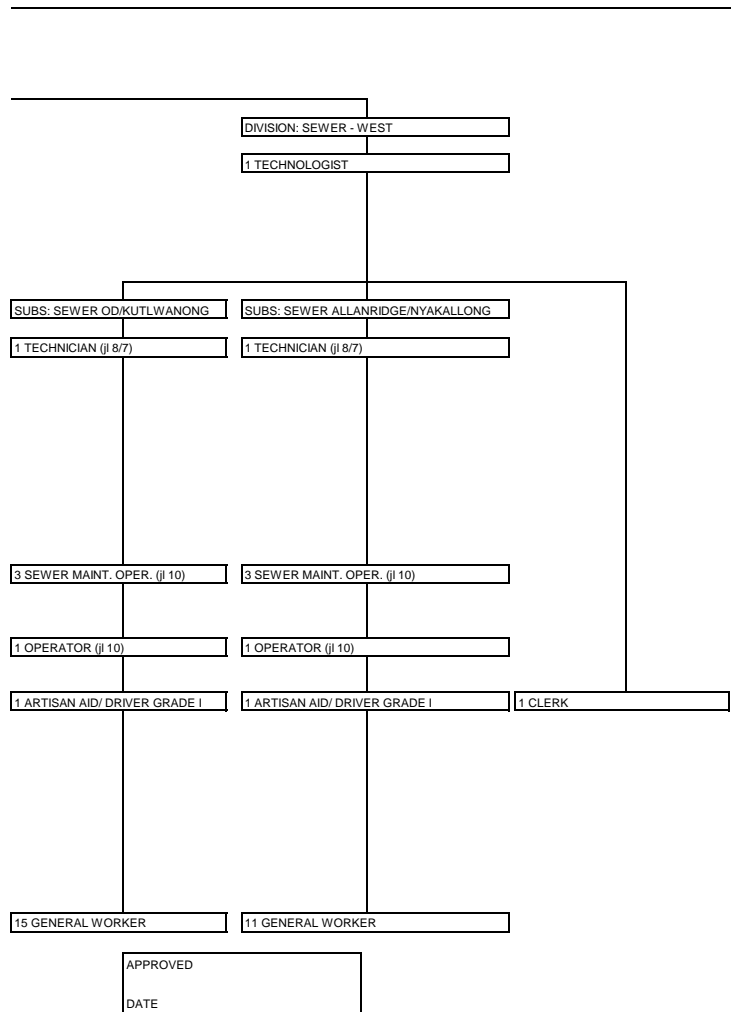 DIVISION: SEWER - WEST
1 TECHNOLOGIST
SUBS: SEWER OD/KUTLWANONG
SUBS: SEWER ALLANRIDGE/NYAKALLONG
1 TECHNICIAN (jl 8/7)
1 TECHNICIAN (jl 8/7)
3 SEWER MAINT. OPER. (jl 10)
3 SEWER MAINT. OPER. (jl 10)
1 OPERATOR (jl 10)
1 OPERATOR (jl 10)
1 ARTISAN AID/ DRIVER GRADE I
1 ARTISAN AID/ DRIVER GRADE I
1 CLERK
15 GENERAL WORKER
11 GENERAL WORKER
APPROVED
DATE